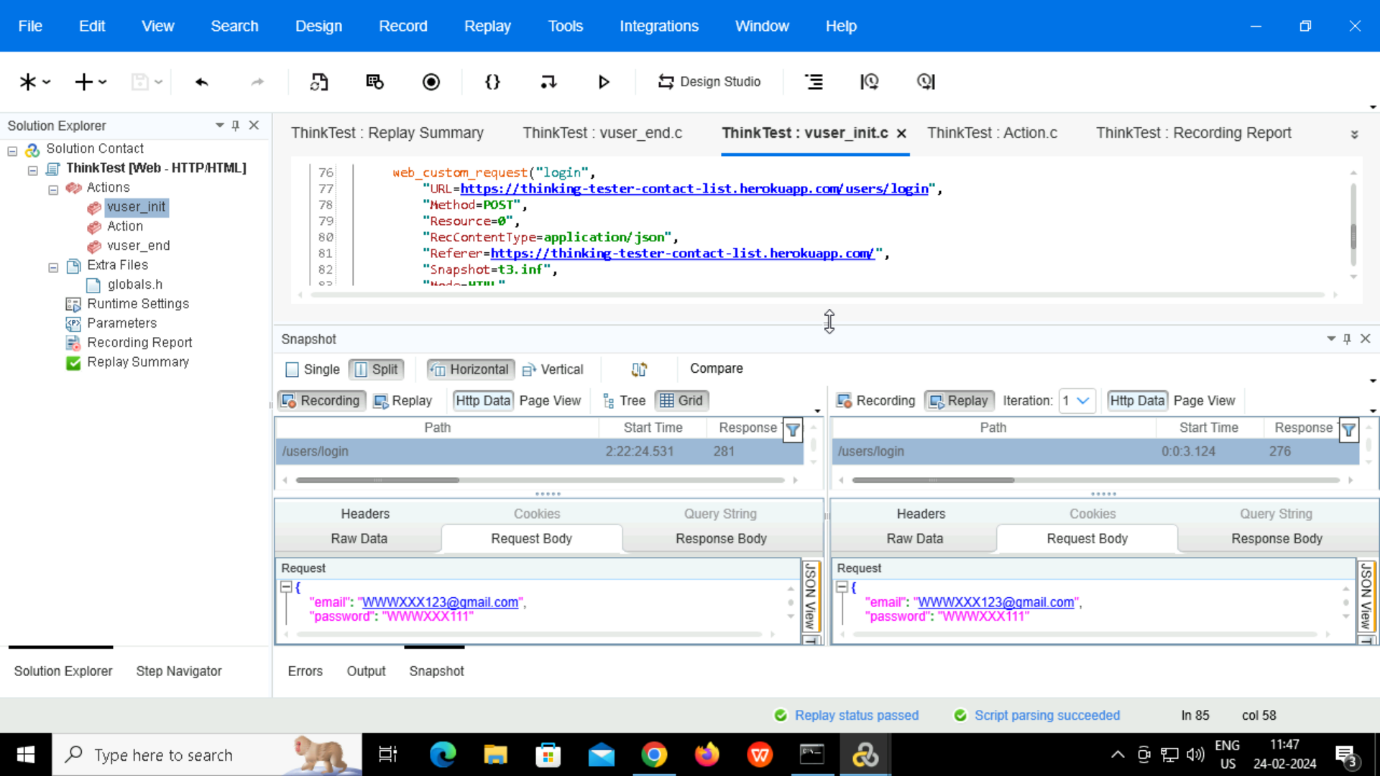 File Edit View Search Design Record Replay Tools Integrations Window Help
Design Studio
Solution Explorer
Solution Contact
ThinkTest [Web - HTTP/HTML]
Actions
vuser_init
Action
vuser_end
Extra Files
globals.h
Runtime Settings
Parameters
Recording Report
Replay Summary
ThinkTest : Replay Summary ThinkTest : vuser_end.c ThinkTest : vuser_init.c ThinkTest : Action.c ThinkTest : Recording Report
76 web_custom_request("login",
77 "URL=https://thinking-tester-contact-list.herokuapp.com/users/login",
78 "Method=POST",
79 "Resource=0",
80 "RecContentType=application/json",
81 "Referer=https://thinking-tester-contact-list.herokuapp.com/",
82 "Snapshot=t3.inf",
83 "Mode=HTML"
Snapshot
Single Split Horizontal Vertical Compare
Recording Replay Http Data Page View Tree Grid
Path Start Time Response
/users/login 2:22:24.531 281
Headers Cookies Query String
Raw Data Request Body Response Body
Request
{
"email": "WWWXXX123@gmail.com",
"password": "WWWXXX111"
JSON View
Recording Replay Iteration: 1 Http Data Page View
Path Start Time Response
/users/login 0:0:3.124 276
Headers Cookies Query String
Raw Data Request Body Response Body
Request
{
"email": "WWWXXX123@gmail.com",
"password": "WWWXXX111"
JSON View
Solution Explorer Step Navigator Errors Output Snapshot
Replay status passed Script parsing succeeded ln 85 col 58
Type here to search
ENG
US
11:47
24-02-2024
3